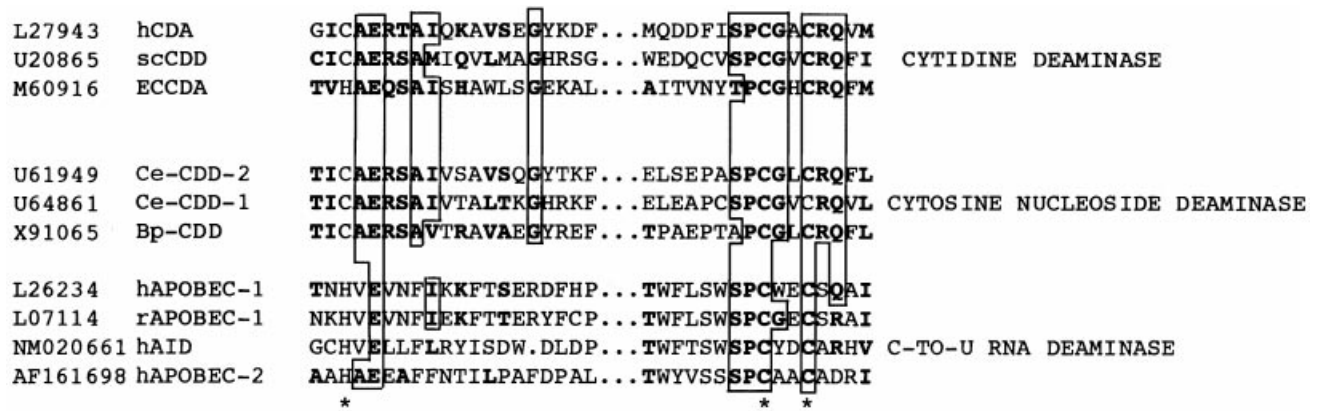 L27943 hCDA GICAERTAIQKAVSEGYKDF...MQDDFISPCGACRQVM
U20865 scCDD CICAERSAMIQVLMAGHRSG...WEDQCVSPCGVCRQFI CYTIDINE DEAMINASE
M60916 ECCDA TVHAEQSAISHAWLSGEKAL...AITVNYTPCGHCRQFM
U61949 Ce-CDD-2 TICAERSAIVSAVSQGYTKF...ELSEPASPCGLCRQFL
U64861 Ce-CDD-1 TICAERSAIVTALTKGHRKF...ELEAPCSPCGVCRQVL CYTOSINE NUCLEOSIDE DEAMINASE
X91065 Bp-CDD TICAERSAVTRAVAEGYREF...TPAEPTAPCGLCRQFL
L26234 hAPOBEC-1 TNHVEVNFIKKFTSERDFHP...TWFLSWSPCWECSQAI
L07114 rAPOBEC-1 NKHVEVNFIEKFTTERYFCP...TWFLSWSPCGECSRAI
NM020661 hAID GCHVELLFLRYISDW.DLDP...TWFTSWSPCYDCARHV C-TO-U RNA DEAMINASE
AF161698 hAPOBEC-2 AAHAEEAFFNTILPAFDPAL...TWYVSSSPCAACADRI
* * *